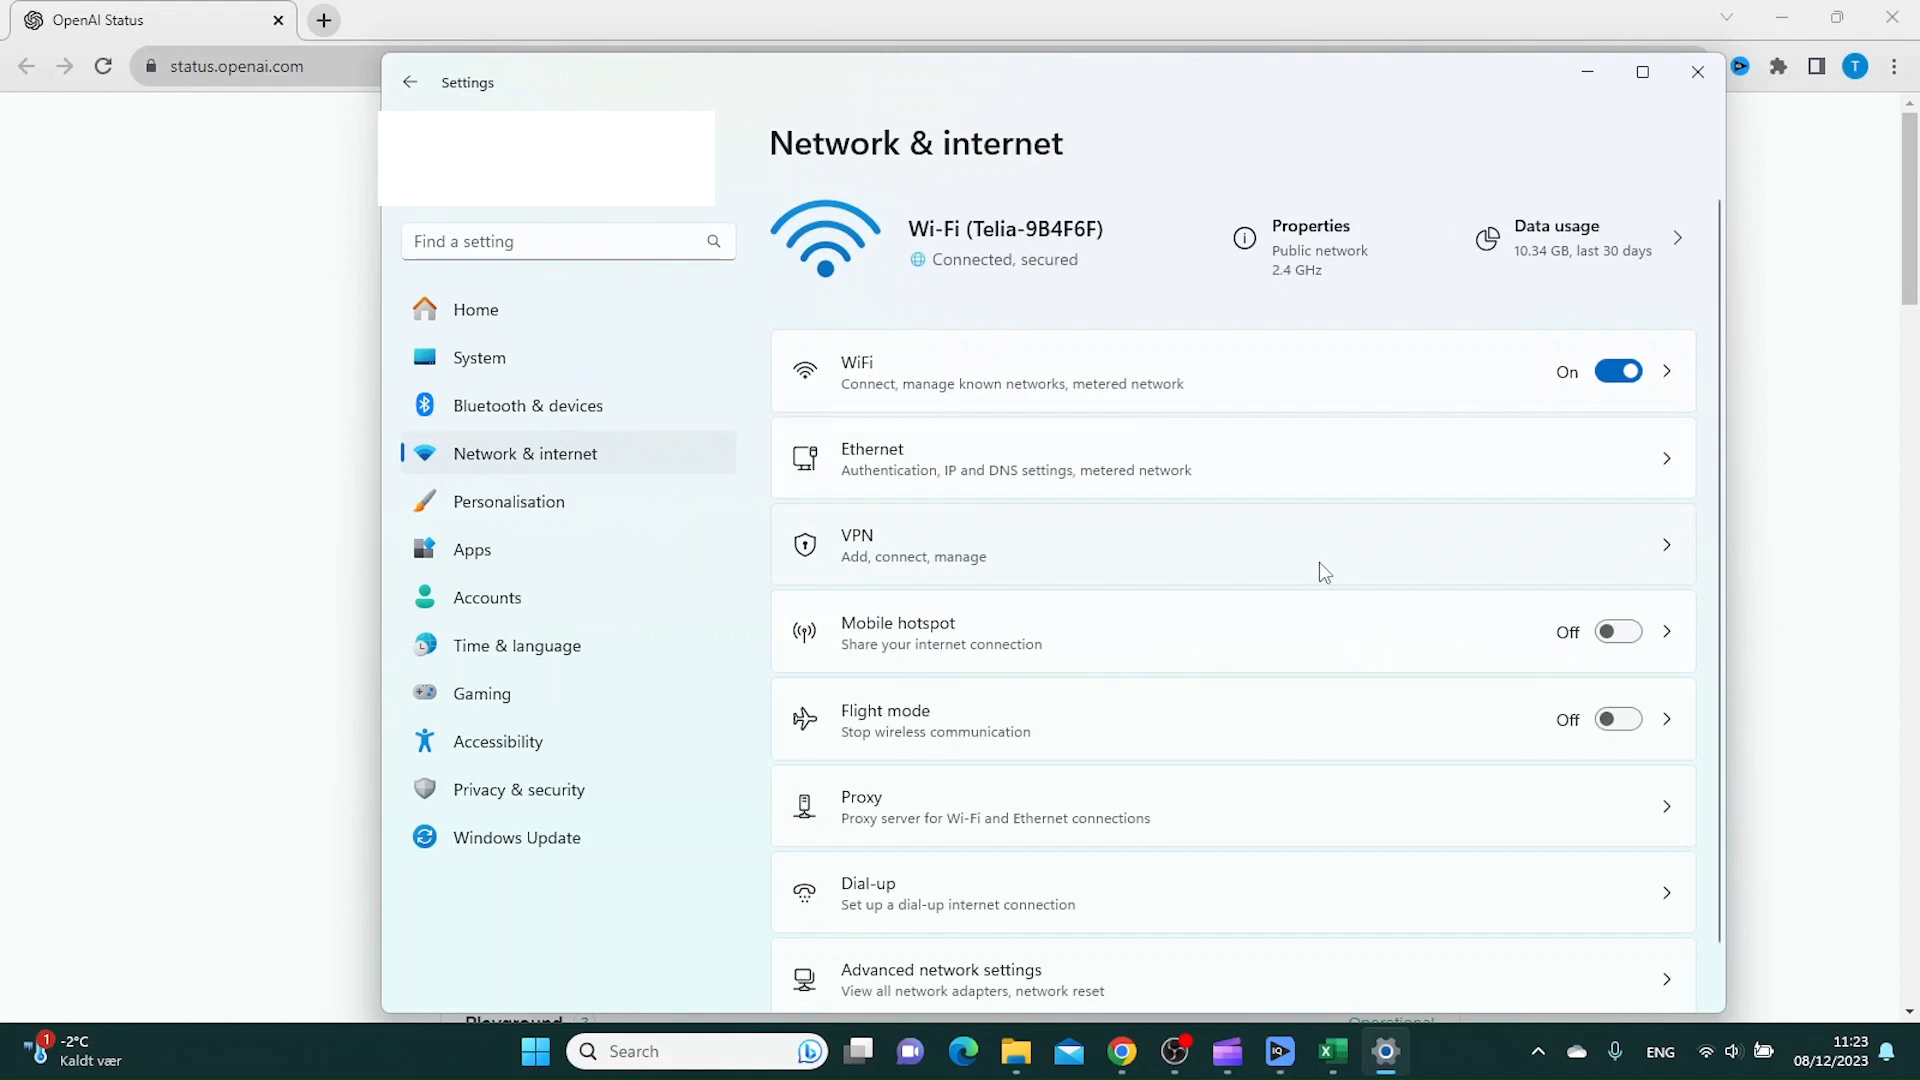 OpenAI Status
status.openai.com
T
Settings
Find a setting
Home
System
Bluetooth & devices
Network & internet
Personalisation
Apps
Accounts
Time & language
Gaming
Accessibility
Privacy & security
Windows Update
Network & internet
Wi-Fi (Telia-9B4F6F)
Connected, secured
Properties
Public network
2.4 GHz
Data usage
10.34 GB, last 30 days
WiFi
Connect, manage known networks, metered network
On
Ethernet
Authentication, IP and DNS settings, metered network
VPN
Add, connect, manage
Mobile hotspot
Share your internet connection
Off
Flight mode
Stop wireless communication
Off
Proxy
Proxy server for Wi-Fi and Ethernet connections
Dial-up
Set up a dial-up internet connection
Advanced network settings
View all network adapters, network reset
Playground
Operational
1
-2°C
Kaldt vær
Search
IQ
ENG
11:23
08/12/2023